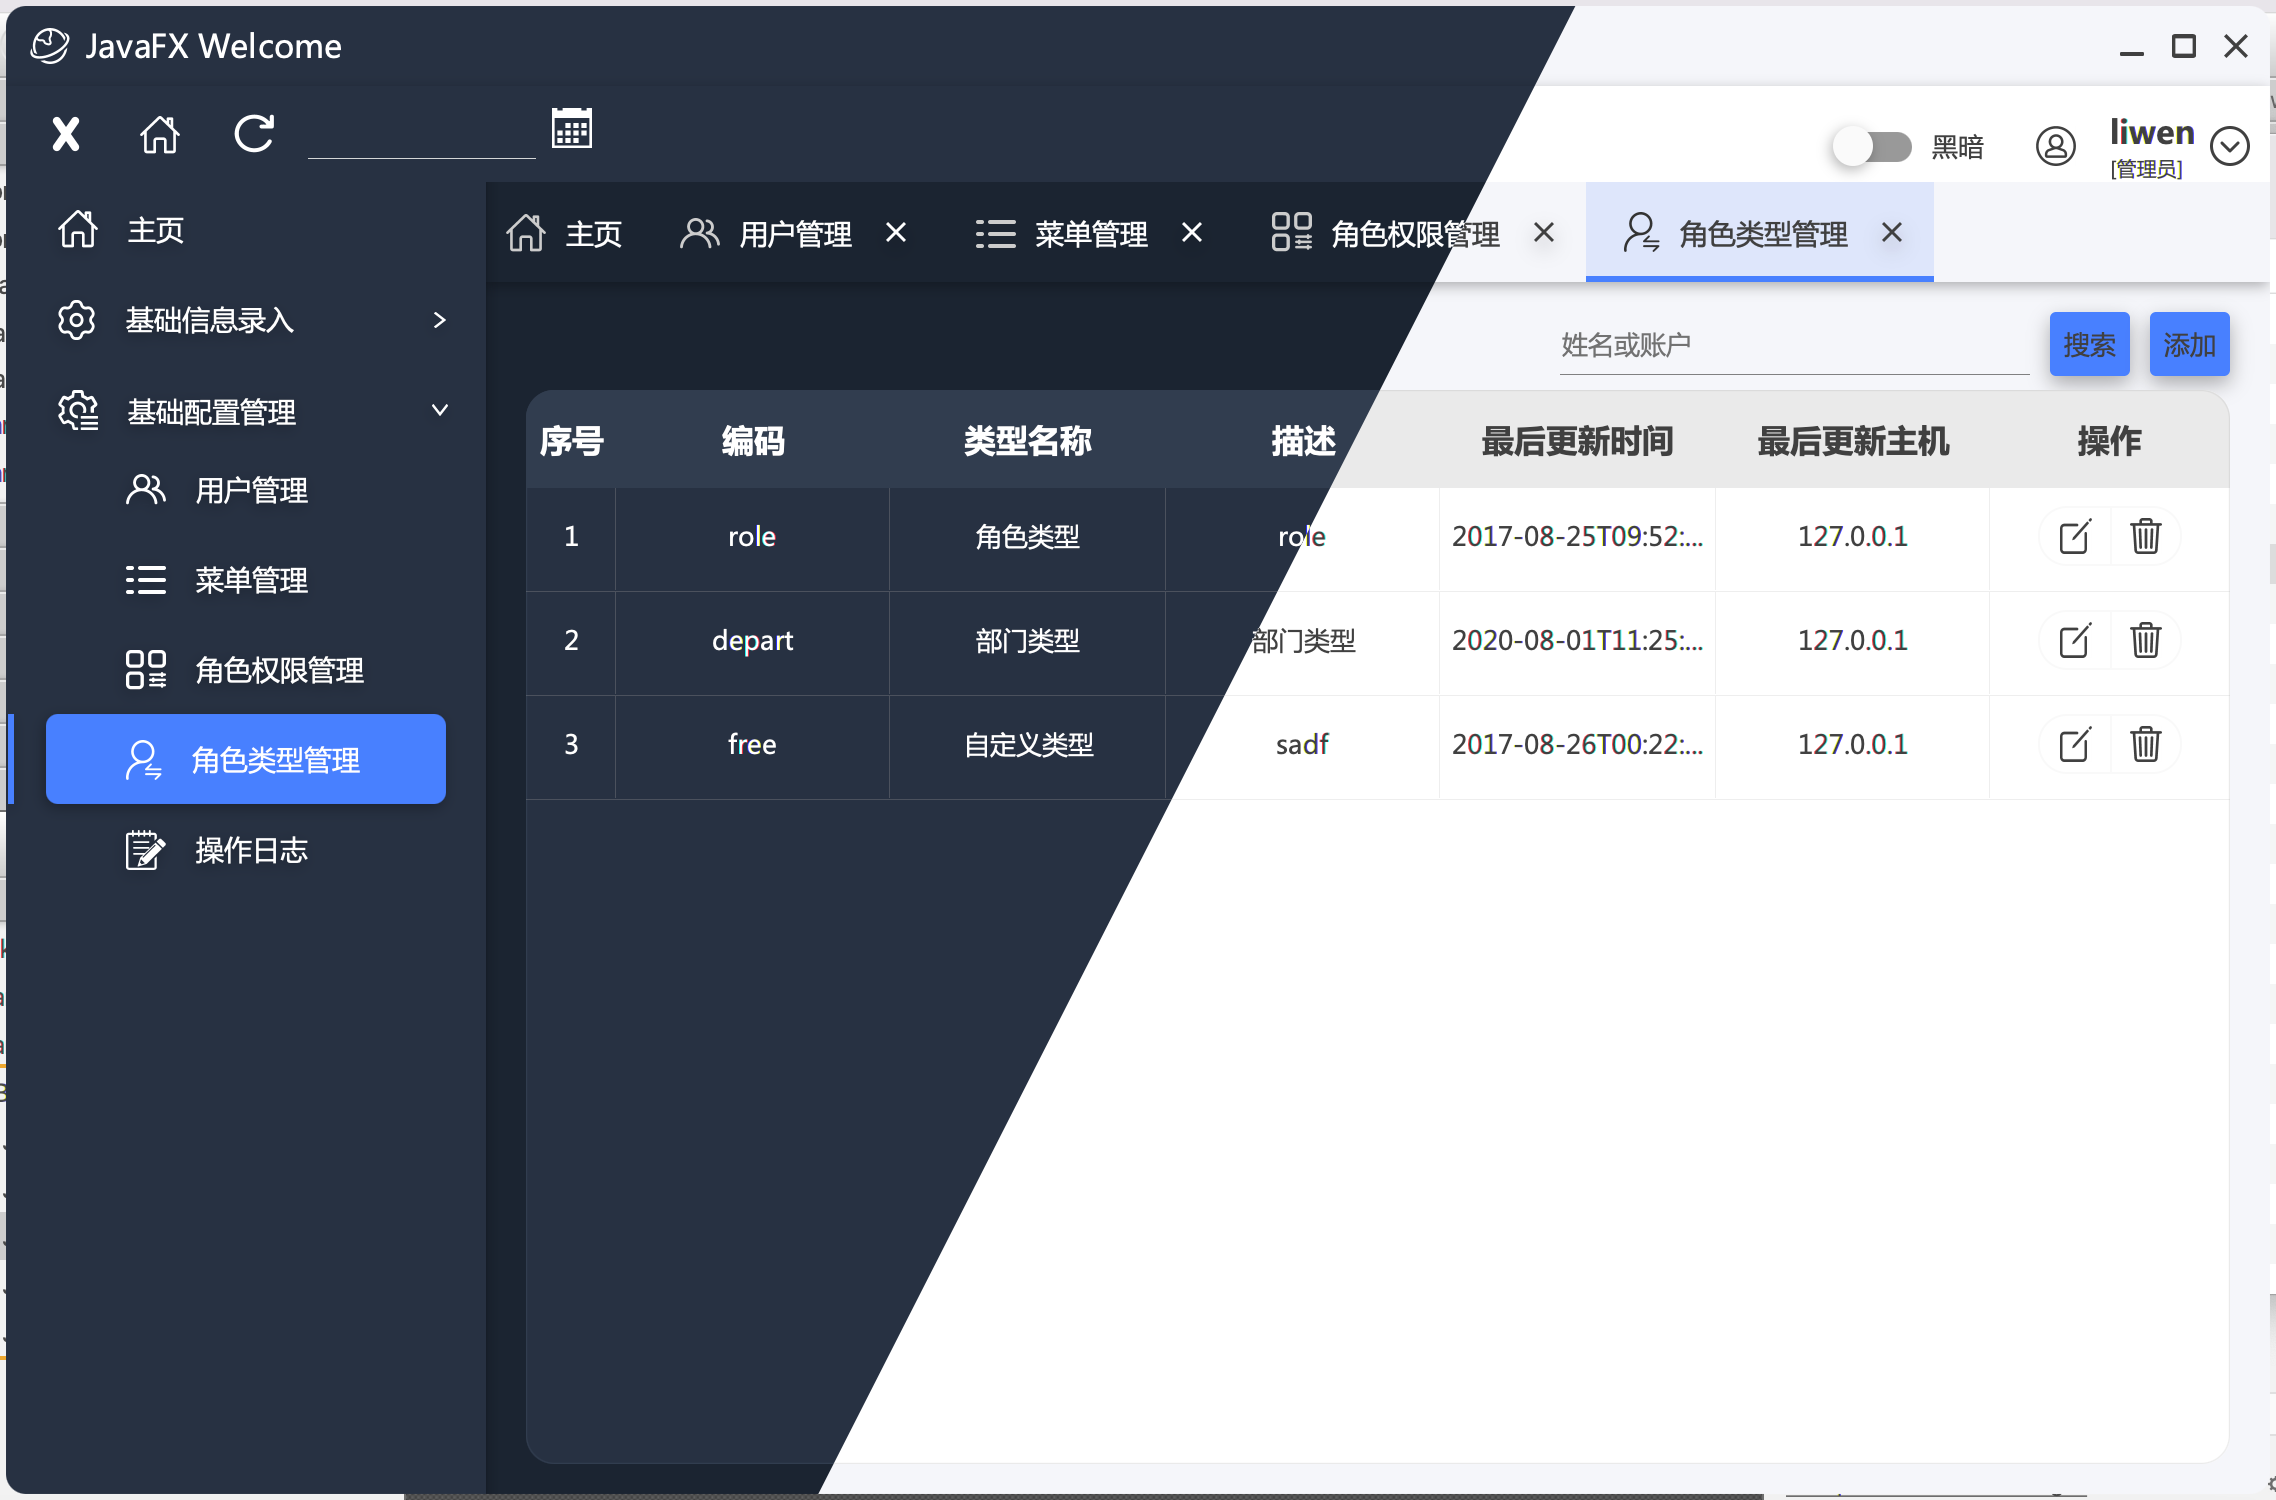 JavaFX Welcome
黑暗
liwen
[管理员]
主页
基础信息录入
基础配置管理
用户管理
菜单管理
角色权限管理
角色类型管理
操作日志
主页 用户管理 菜单管理 角色权限管理 角色类型管理
姓名或账户 搜索 添加
序号 编码 类型名称 描述 最后更新时间 最后更新主机 操作
1 role 角色类型 role 2017-08-25T09:52:... 127.0.0.1
2 depart 部门类型 部门类型 2020-08-01T11:25:... 127.0.0.1
3 free 自定义类型 sadf 2017-08-26T00:22:... 127.0.0.1